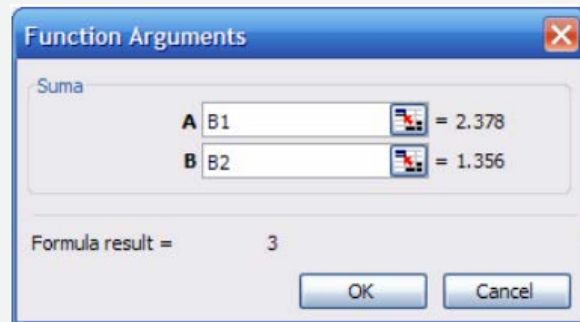 Function Arguments
Suma
A B1 = 2.378
B B2 = 1.356
Formula result = 3
OK Cancel